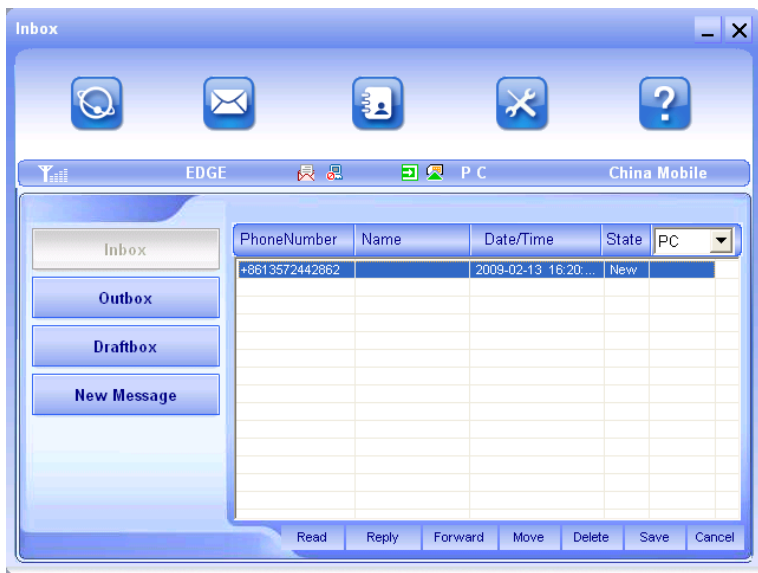 Inbox
EDGE P C China Mobile
PhoneNumber Name Date/Time State PC
+8613572442862 2009-02-13 16:20:... New
Inbox
Outbox
Draftbox
New Message
Read Reply Forward Move Delete Save Cancel